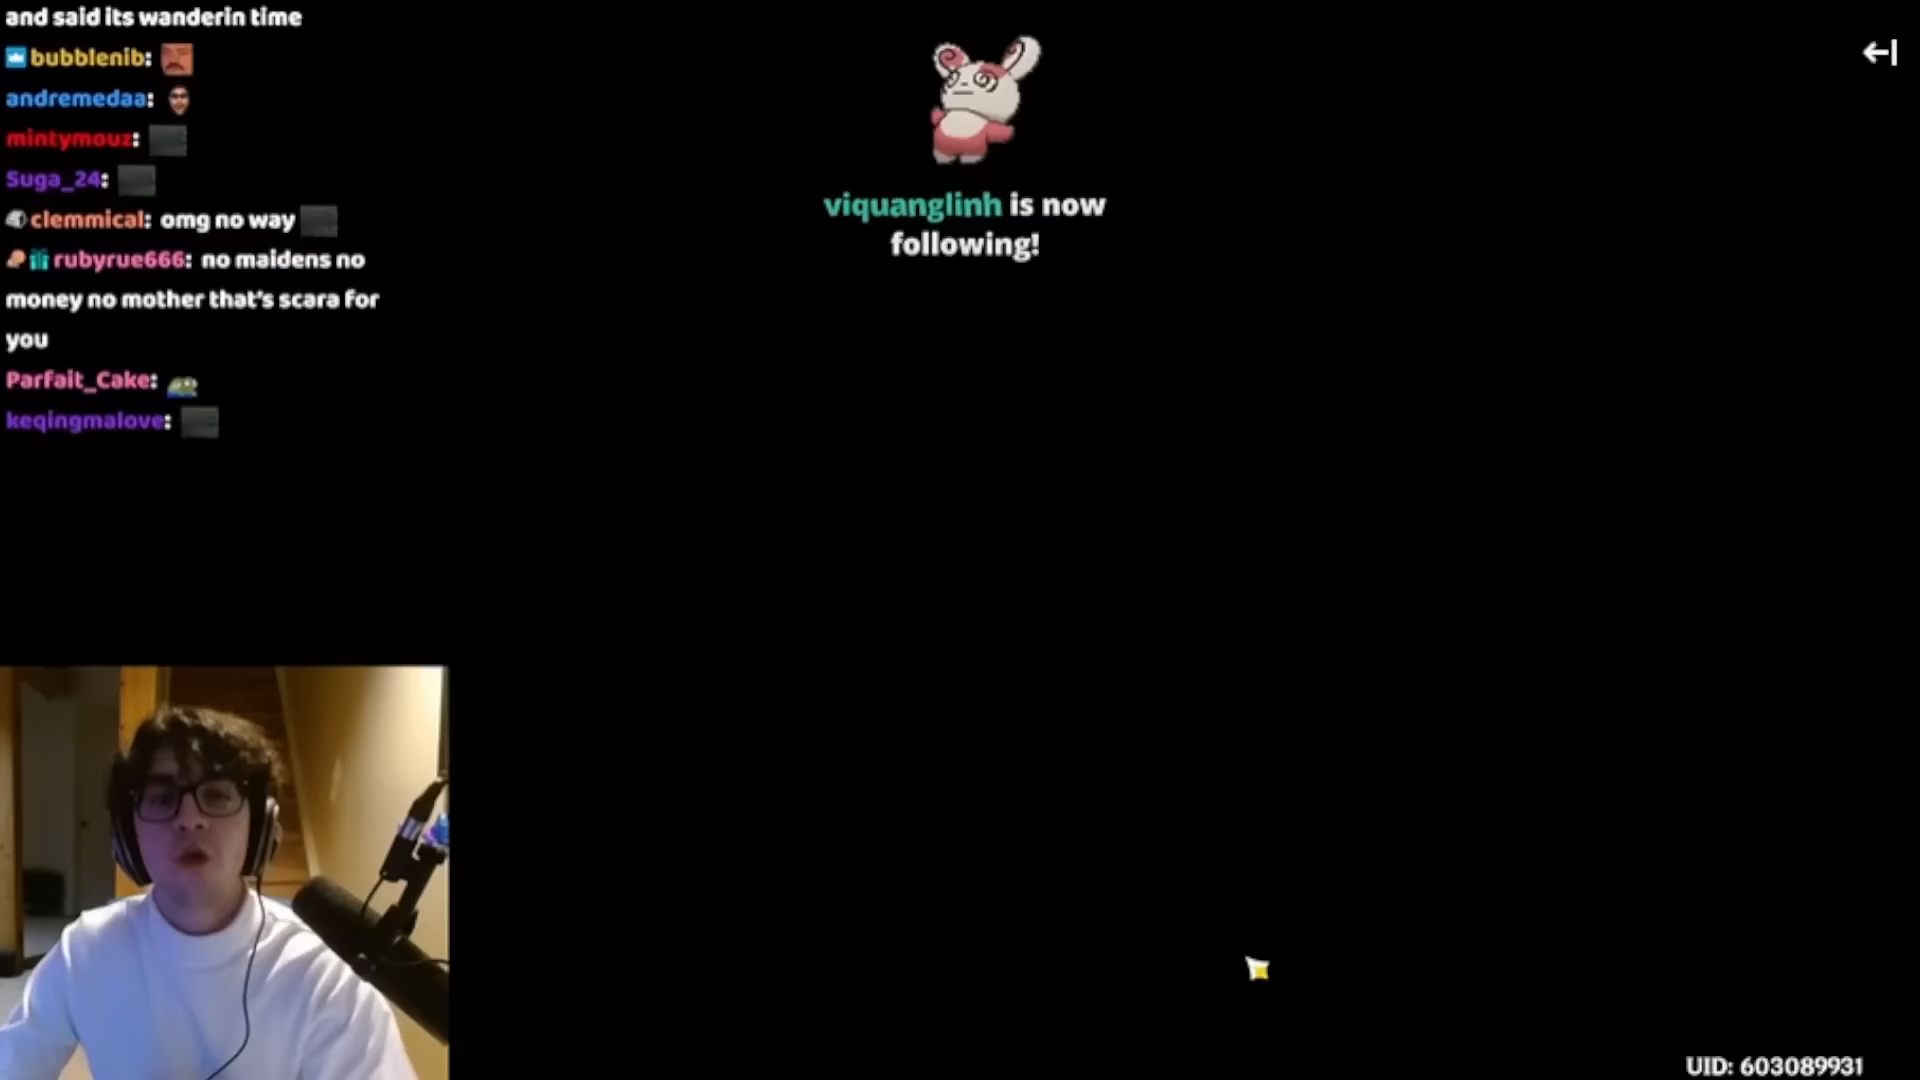 and said its wanderin time
bubblenib:
andremedaa:
mintymouz:
Suga_24:
clemmical: omg no way
rubyrue666: no maidens no
money no mother that's scara for
you
Parfait_Cake:
keqingmalove:
viquanglinh is now
following!
UID: 603089931